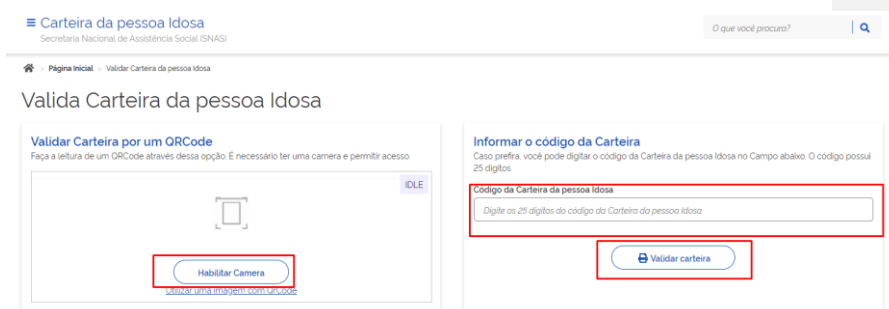 Carteira da pessoa Idosa
Secretaria Nacional de Assistência Social (SNAS)
O que você procura?
Página Inicial > Validar Carteira da pessoa Idosa
Valida Carteira da pessoa Idosa
Validar Carteira por um QRCode
Faça a leitura de um QRCode através dessa opção. É necessário ter uma camera e permitir acesso.
IDLE
Habilitar Camera
Utilizar uma imagem com QrCode
Informar o código da Carteira
Caso prefira, você pode digitar o código da Carteira da pessoa Idosa no Campo abaixo. O código possui
25 dígitos
Código da Carteira da pessoa Idosa
Digite os 25 dígitos do código da Carteira da pessoa Idosa
Validar carteira